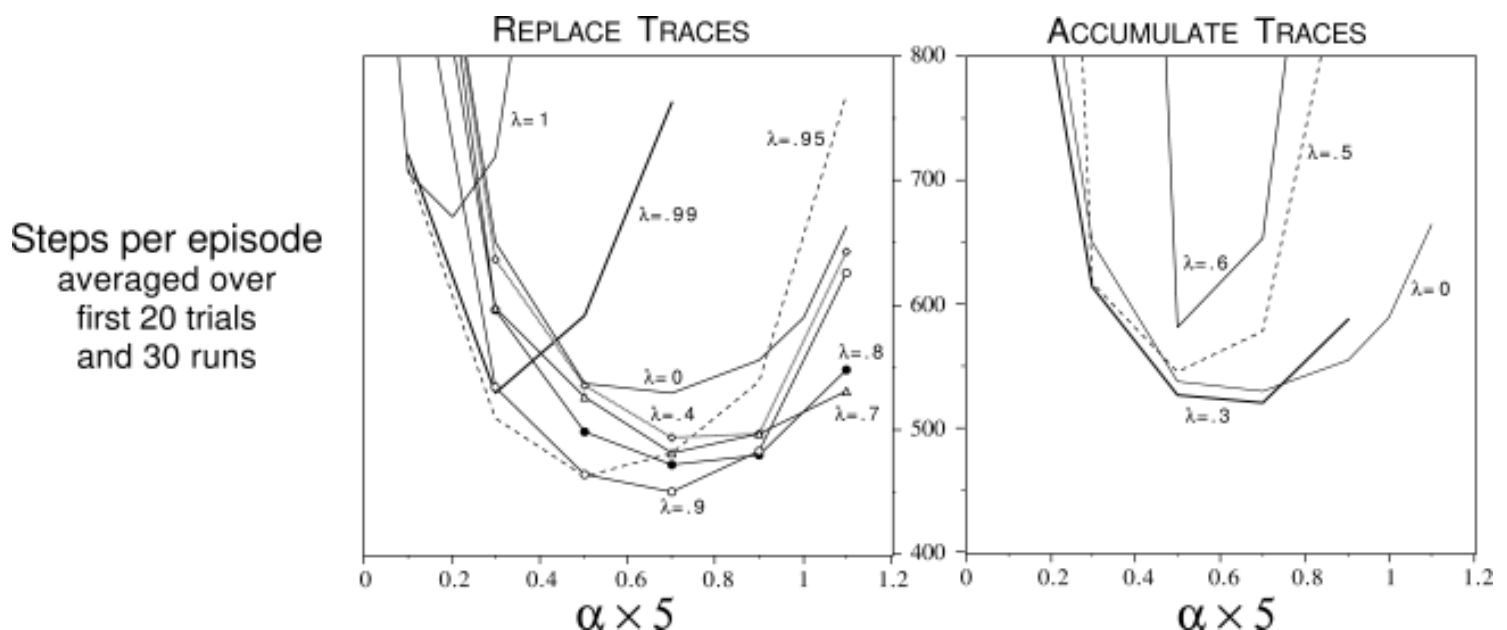 REPLACE TRACES
ACCUMULATE TRACES
Steps per episode
averaged over
first 20 trials
and 30 runs
λ=1
λ=.99
λ=.95
λ=0
λ=.4
λ=.8
λ=.7
λ=.9
0 0.2 0.4 0.6 0.8 1 1.2
α × 5
800
700
600
500
400
λ=.6
λ=.5
λ=0
λ=.3
0 0.2 0.4 0.6 0.8 1 1.2
α × 5